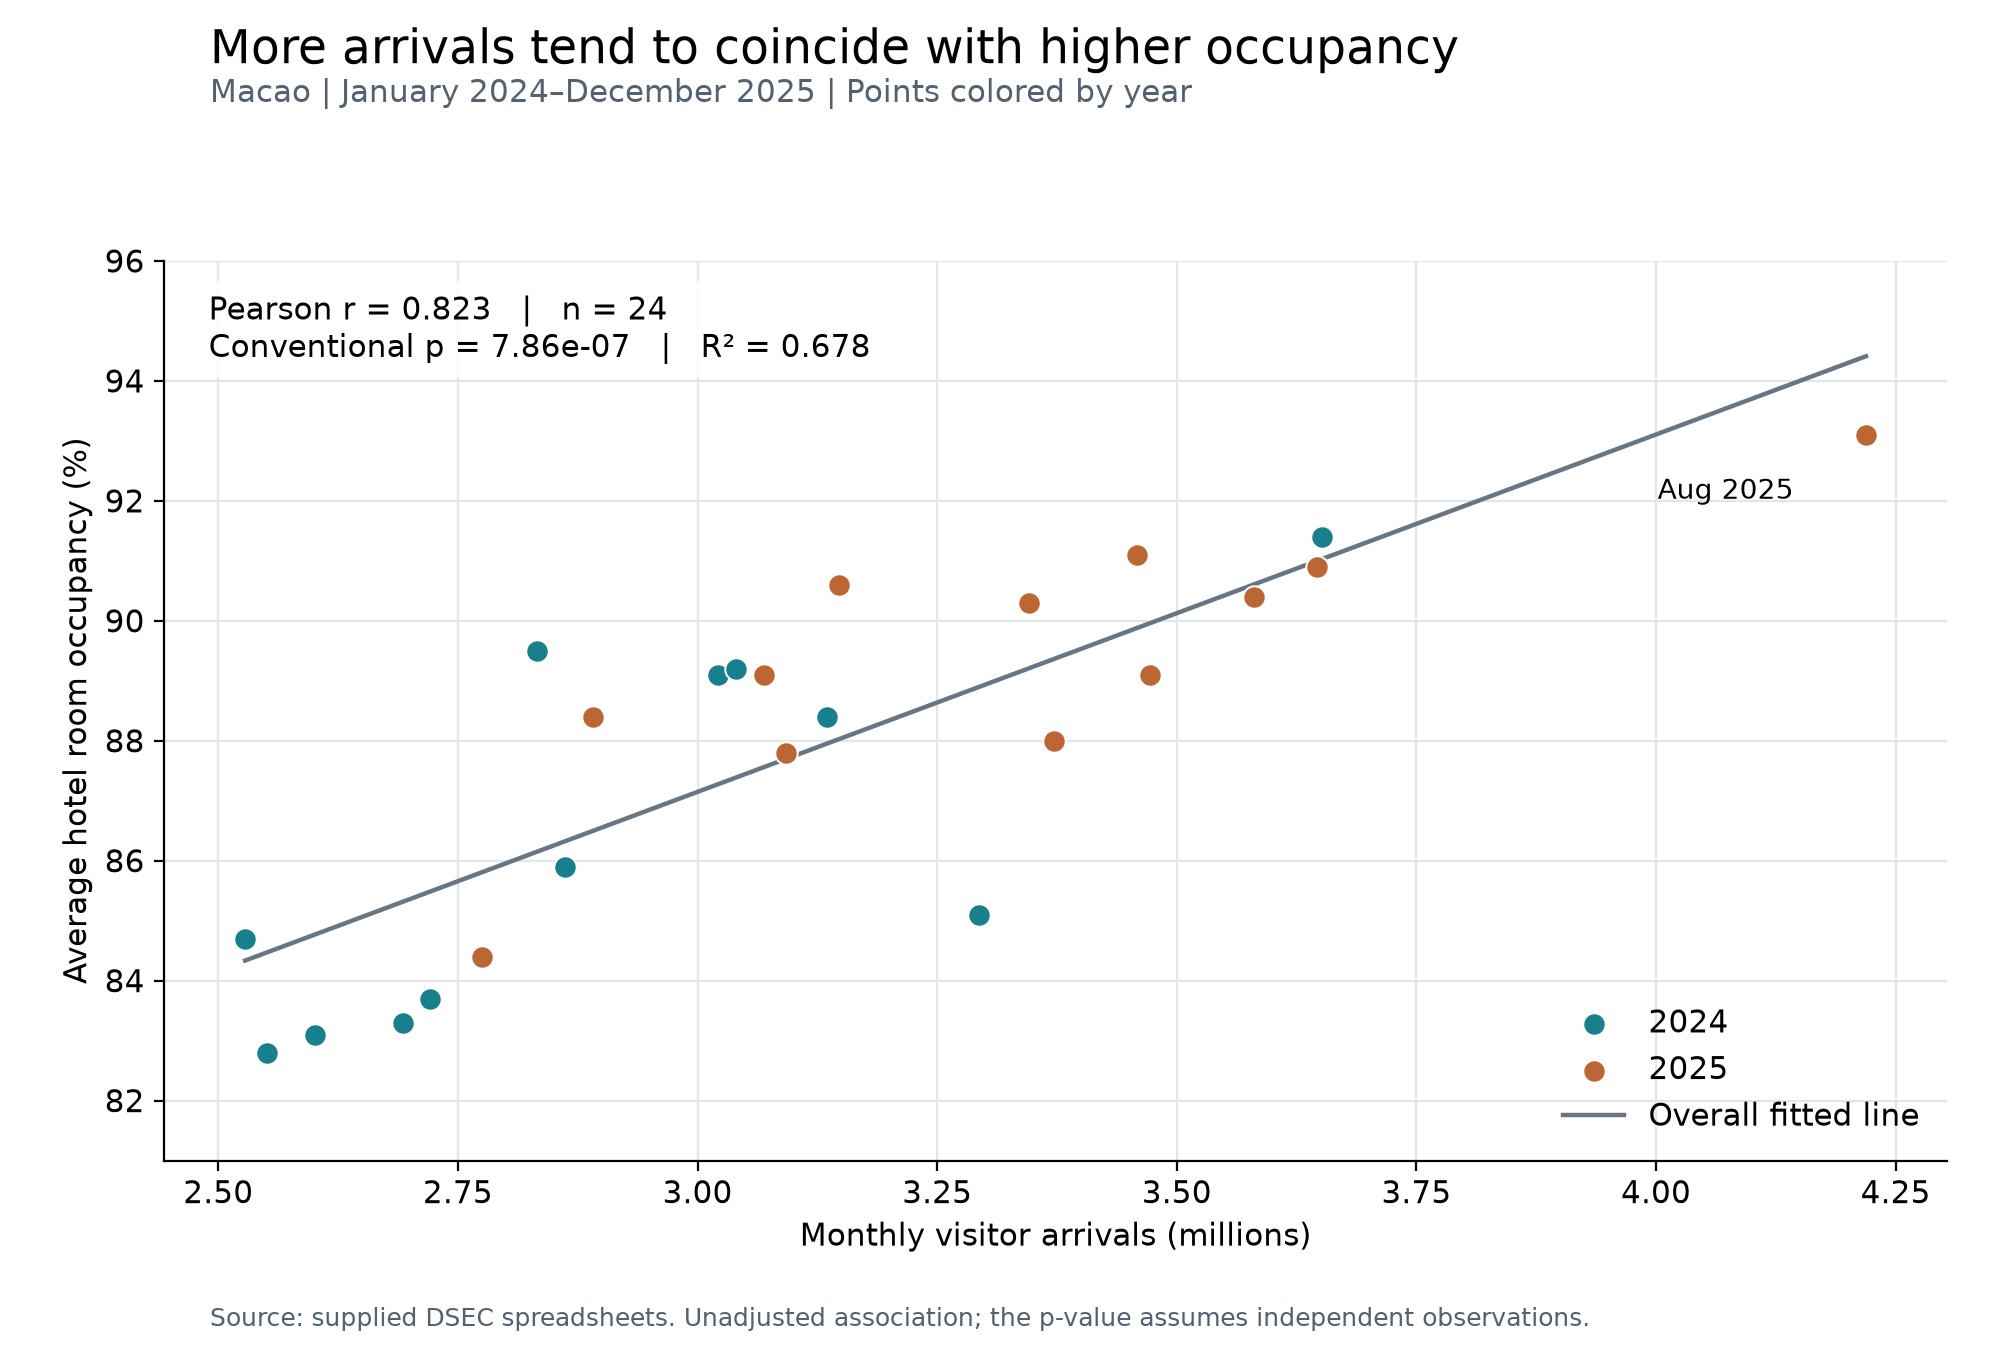 More arrivals tend to coincide with higher occupancy
Macao | January 2024–December 2025 | Points colored by year
Pearson r = 0.823 | n = 24
Conventional p = 7.86e-07 | R² = 0.678
Average hotel room occupancy (%)
96
94
92
90
88
86
84
82
Aug 2025
2024
2025
Overall fitted line
2.50 2.75 3.00 3.25 3.50 3.75 4.00 4.25
Monthly visitor arrivals (millions)
Source: supplied DSEC spreadsheets. Unadjusted association; the p-value assumes independent observations.